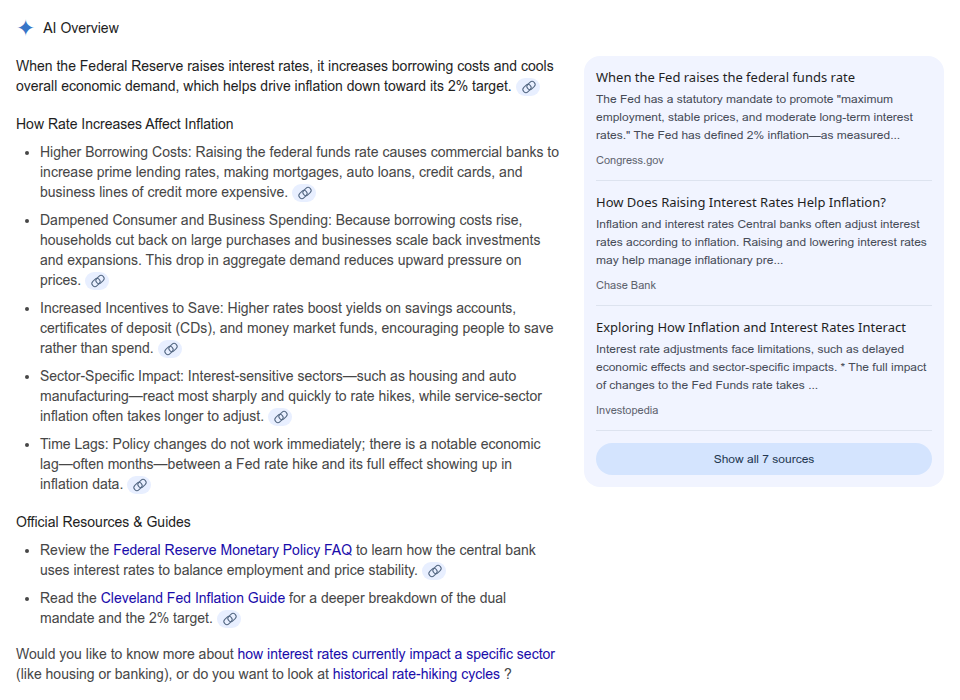 AI Overview
When the Federal Reserve raises interest rates, it increases borrowing costs and cools
overall economic demand, which helps drive inflation down toward its 2% target.
How Rate Increases Affect Inflation
• Higher Borrowing Costs: Raising the federal funds rate causes commercial banks to
increase prime lending rates, making mortgages, auto loans, credit cards, and
business lines of credit more expensive.
• Dampened Consumer and Business Spending: Because borrowing costs rise,
households cut back on large purchases and businesses scale back investments
and expansions. This drop in aggregate demand reduces upward pressure on
prices.
• Increased Incentives to Save: Higher rates boost yields on savings accounts,
certificates of deposit (CDs), and money market funds, encouraging people to save
rather than spend.
• Sector-Specific Impact: Interest-sensitive sectors—such as housing and auto
manufacturing—react most sharply and quickly to rate hikes, while service-sector
inflation often takes longer to adjust.
• Time Lags: Policy changes do not work immediately; there is a notable economic
lag—often months—between a Fed rate hike and its full effect showing up in
inflation data.
Official Resources & Guides
• Review the Federal Reserve Monetary Policy FAQ to learn how the central bank
uses interest rates to balance employment and price stability.
• Read the Cleveland Fed Inflation Guide for a deeper breakdown of the dual
mandate and the 2% target.
Would you like to know more about how interest rates currently impact a specific sector
(like housing or banking), or do you want to look at historical rate-hiking cycles ?
When the Fed raises the federal funds rate
The Fed has a statutory mandate to promote "maximum
employment, stable prices, and moderate long-term interest
rates." The Fed has defined 2% inflation—as measured...
Congress.gov
How Does Raising Interest Rates Help Inflation?
Inflation and interest rates Central banks often adjust interest
rates according to inflation. Raising and lowering interest rates
may help manage inflationary pre...
Chase Bank
Exploring How Inflation and Interest Rates Interact
Interest rate adjustments face limitations, such as delayed
economic effects and sector-specific impacts. * The full impact
of changes to the Fed Funds rate takes ...
Investopedia
Show all 7 sources